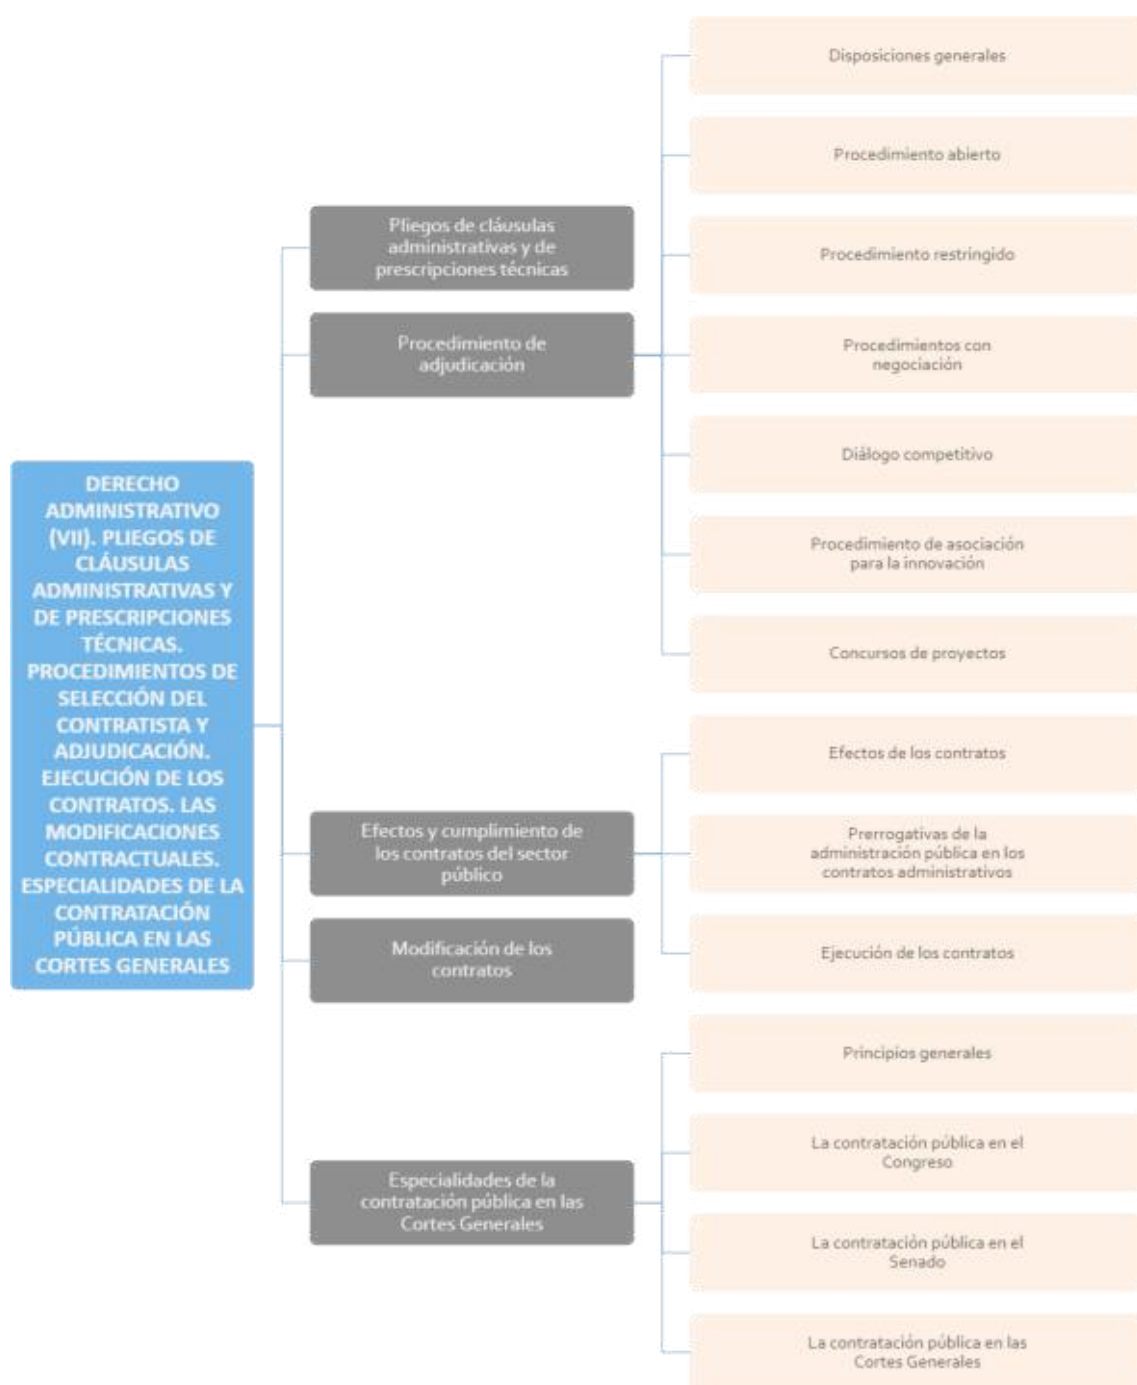 DERECHO
ADMINISTRATIVO
(VII). PLIEGOS DE
CLÁUSULAS
ADMINISTRATIVAS Y
DE PRESCRIPCIONES
TÉCNICAS.
PROCEDIMIENTOS DE
SELECCIÓN DEL
CONTRATISTA Y
ADJUDICACIÓN.
EJECUCIÓN DE LOS
CONTRATOS. LAS
MODIFICACIONES
CONTRACTUALES.
ESPECIALIDADES DE LA
CONTRATACIÓN
PÚBLICA EN LAS
CORTES GENERALES
Pliegos de cláusulas
administrativas y de
prescripciones técnicas
Procedimiento de
adjudicación
Disposiciones generales
Procedimiento abierto
Procedimiento restringido
Procedimientos con
negociación
Diálogo competitivo
Procedimiento de asociación
para la innovación
Concursos de proyectos
Efectos y cumplimiento de
los contratos del sector
público
Efectos de los contratos
Prerrogativas de la
administración pública en los
contratos administrativos
Ejecución de los contratos
Modificación de los
contratos
Especialidades de la
contratación pública en las
Cortes Generales
Principios generales
La contratación pública en el
Congreso
La contratación pública en el
Senado
La contratación pública en las
Cortes Generales